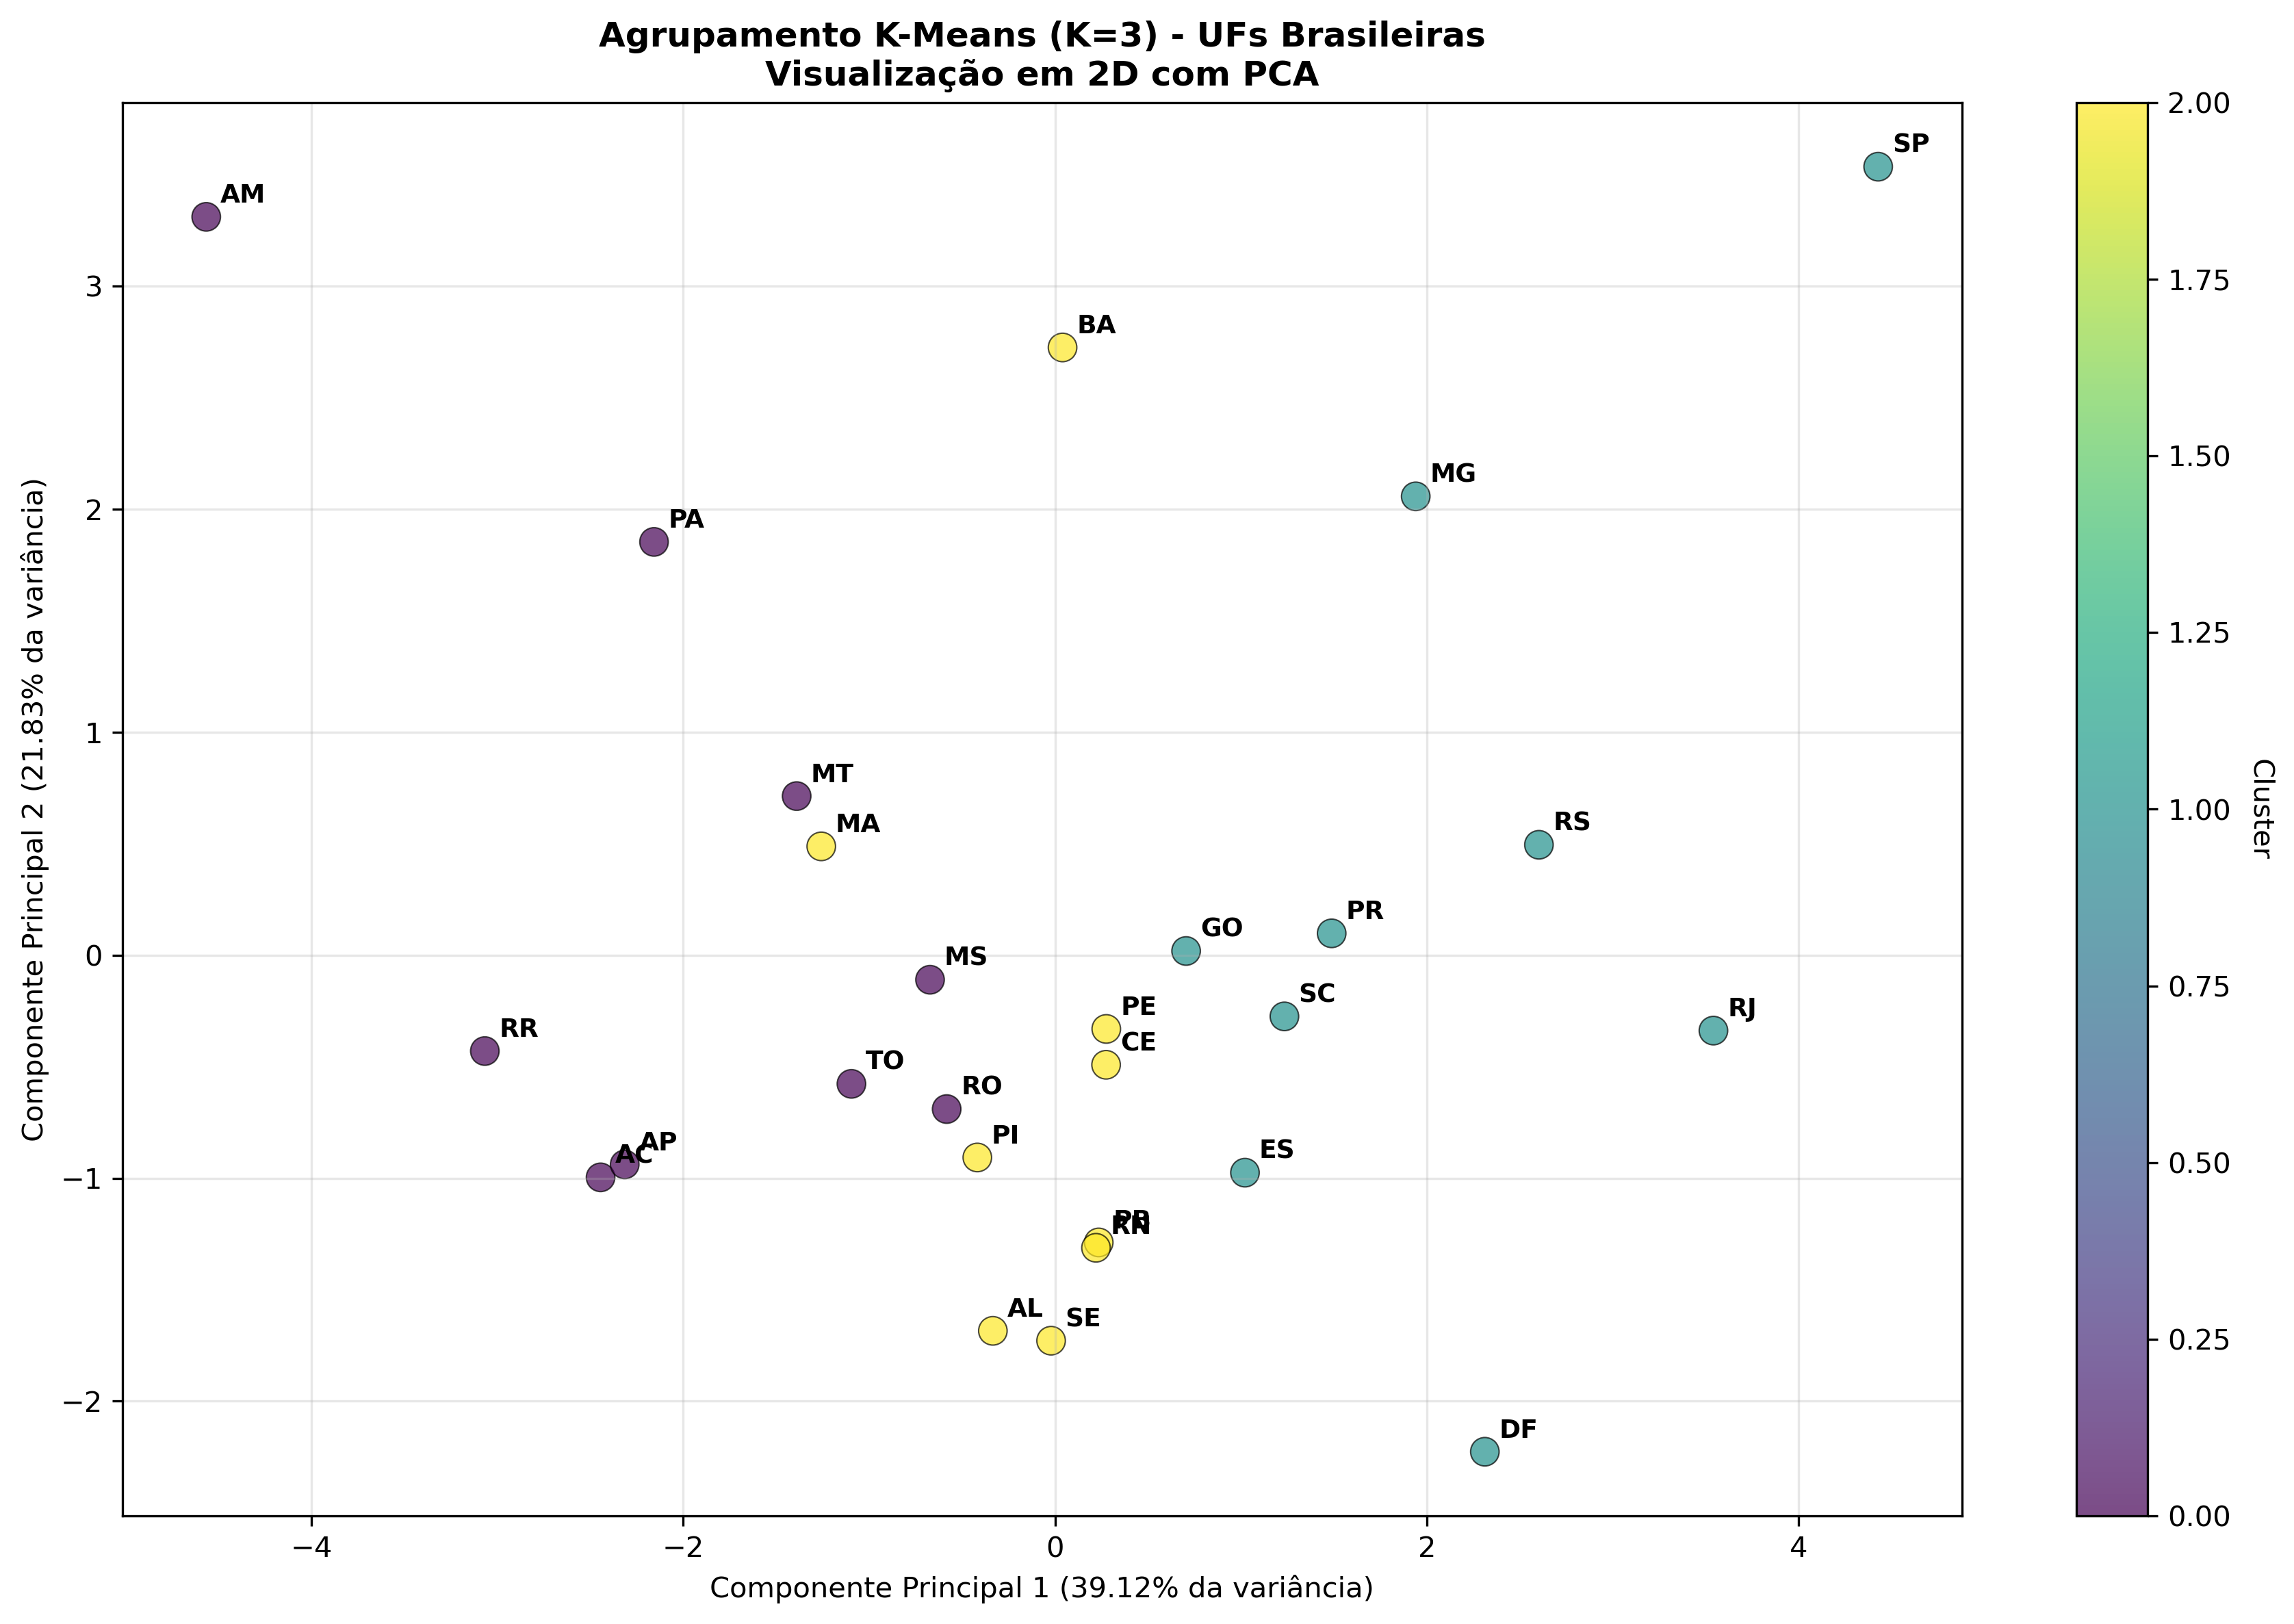 Agrupamento K-Means (K=3) - UFs Brasileiras
Visualização em 2D com PCA
SP
AM
BA
MG
PA
MT
MA
RS
PR
GO
MS
SC
PE
RJ
RR
CE
TO
RO
PI
AP
AC
ES
RN
AL
SE
DF
3
2
1
0
−1
−2
−4
−2
0
2
4
Componente Principal 2 (21.83% da variância)
Componente Principal 1 (39.12% da variância)
2.00
1.75
1.50
1.25
1.00
0.75
0.50
0.25
0.00
Cluster